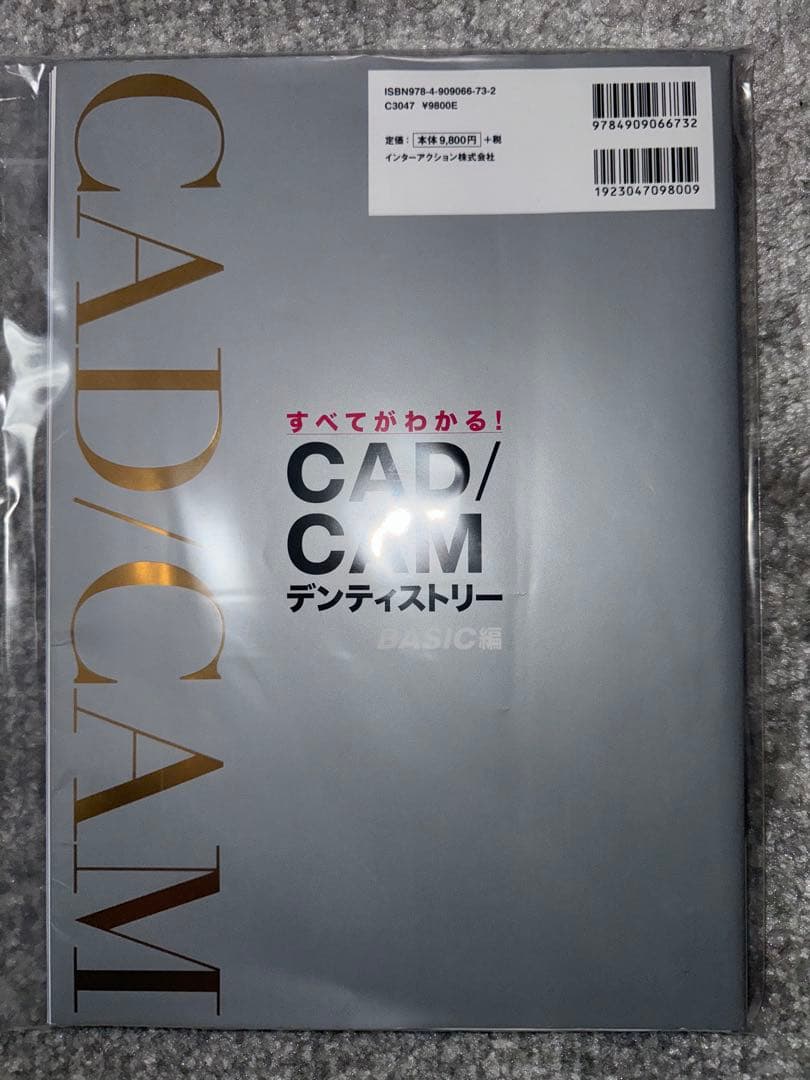 CAD/CAM
ISBN978-4-909066-73-2
C3047 ¥9800E
定価：本体9,800円＋税
インターアクション株式会社
9784909066732
1923047098009
すべてがわかる！
CAD/
CAM
デンティストリー
BASIC編